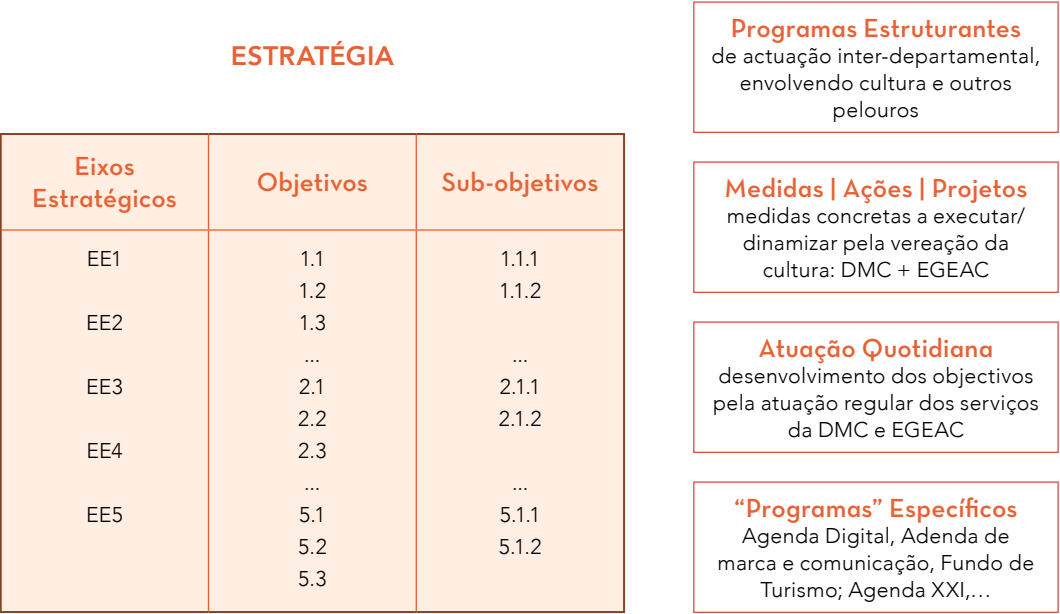 ESTRATÉGIA
Eixos
Estratégicos
Objetivos
Sub-objetivos
EE1 1.1 1.1.1
1.2 1.1.2
EE2 1.3
... ...
EE3 2.1 2.1.1
2.2 2.1.2
EE4 2.3
... ...
EE5 5.1 5.1.1
5.2 5.1.2
5.3
Programas Estruturantes
de actuação inter-departamental,
envolvendo cultura e outros
pelouros
Medidas | Ações | Projetos
medidas concretas a executar/
dinamizar pela vereação da
cultura: DMC + EGEAC
Atuação Quotidiana
desenvolvimento dos objectivos
pela atuação regular dos serviços
da DMC e EGEAC
“Programas” Específicos
Agenda Digital, Adenda de
marca e comunicação, Fundo de
Turismo; Agenda XXI,...